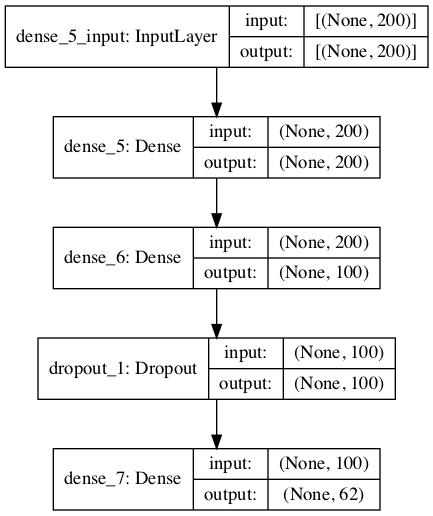 dense_5_input: InputLayer
input: [(None, 200)]
output: [(None, 200)]
dense_5: Dense
input: (None, 200)
output: (None, 200)
dense_6: Dense
input: (None, 200)
output: (None, 100)
dropout_1: Dropout
input: (None, 100)
output: (None, 100)
dense_7: Dense
input: (None, 100)
output: (None, 62)